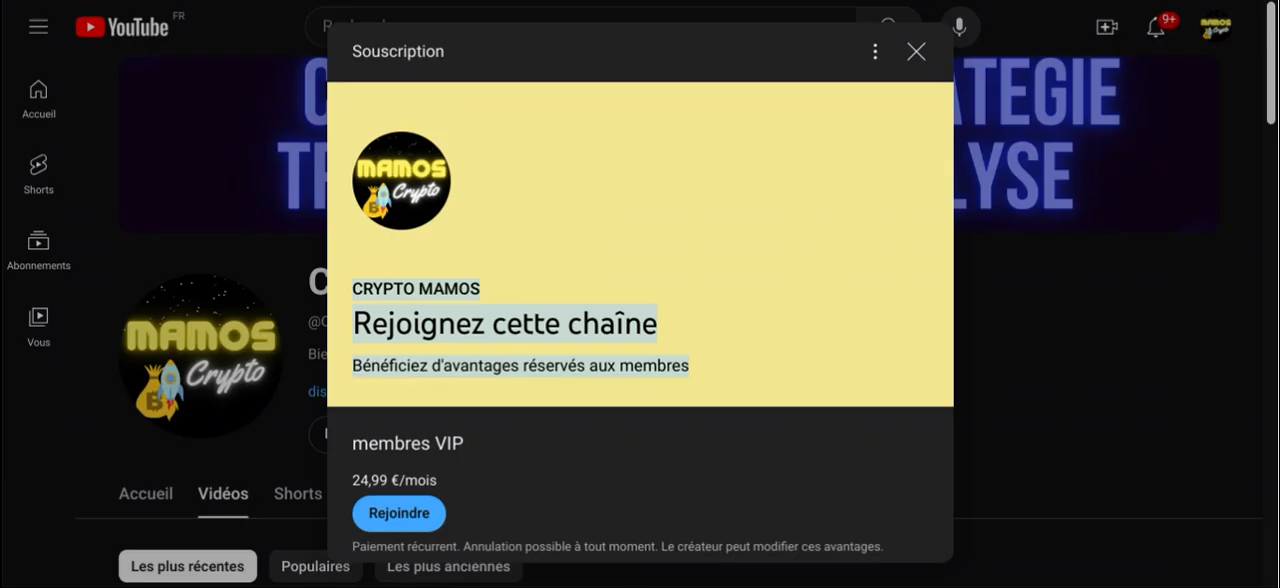 YouTube FR
9+
MAMOS
Crypto
Souscription
ATEGIE
LYSE
Accueil
Shorts
Abonnements
Vous
MAMOS
Crypto
CRYPTO MAMOS
Rejoignez cette chaîne
Bénéficiez d'avantages réservés aux membres
MAMOS
Crypto
membres VIP
24,99 €/mois
Rejoindre
Paiement récurrent. Annulation possible à tout moment. Le créateur peut modifier ces avantages.
Accueil Vidéos Shorts
Les plus récentes Populaires Les plus anciennes